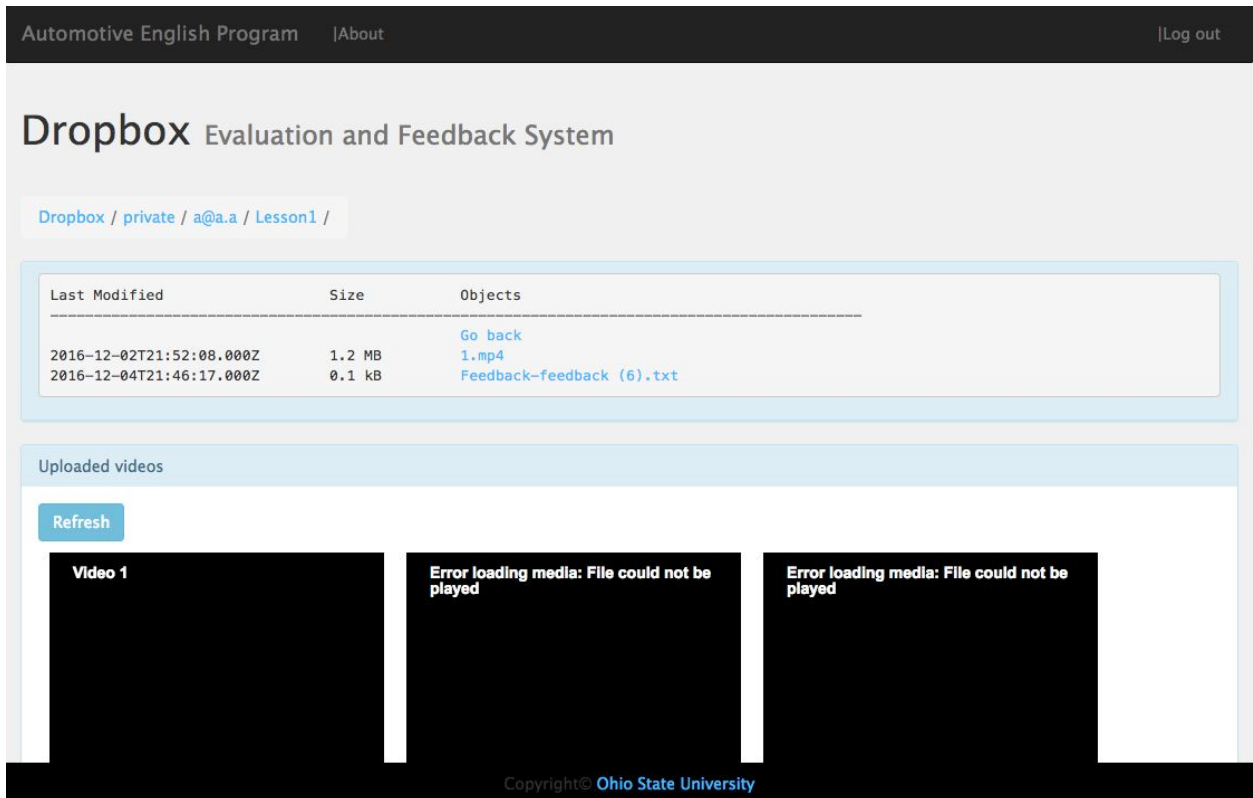 Automotive English Program |About |Log out
Dropbox Evaluation and Feedback System
Dropbox / private / a@a.a / Lesson1 /
Last Modified Size Objects
Go back
2016-12-02T21:52:08.000Z 1.2 MB 1.mp4
2016-12-04T21:46:17.000Z 0.1 kB Feedback-feedback (6).txt
Uploaded videos
Refresh
Video 1
Error loading media: File could not be
played
Error loading media: File could not be
played
Copyright© Ohio State University